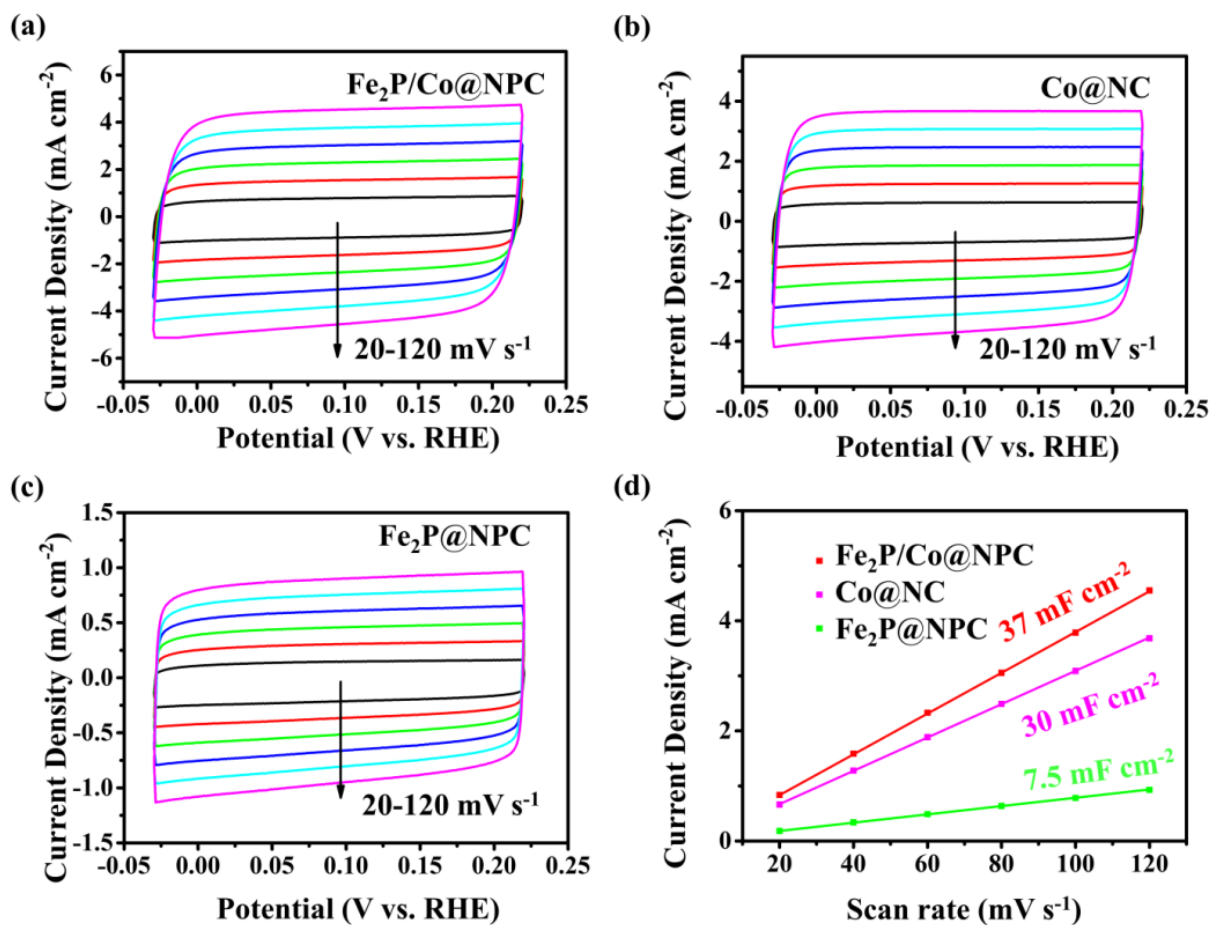 (a)
Fe₂P/Co@NPC
6
4
2
0
-2
-4
-6
20-120 mV s⁻¹
-0.05 0.00 0.05 0.10 0.15 0.20 0.25
Current Density (mA cm⁻²)
Potential (V vs. RHE)
(b)
Co@NC
4
2
0
-2
-4
20-120 mV s⁻¹
-0.05 0.00 0.05 0.10 0.15 0.20 0.25
Current Density (mA cm⁻²)
Potential (V vs. RHE)
(c)
Fe₂P@NPC
1.5
1.0
0.5
0.0
-0.5
-1.0
-1.5
20-120 mV s⁻¹
-0.05 0.00 0.05 0.10 0.15 0.20 0.25
Current Density (mA cm⁻²)
Potential (V vs. RHE)
(d)
Fe₂P/Co@NPC
Co@NC
Fe₂P@NPC
37 mF cm⁻²
30 mF cm⁻²
7.5 mF cm⁻²
6
4
2
0
20 40 60 80 100 120
Current Density (mA cm⁻²)
Scan rate (mV s⁻¹)